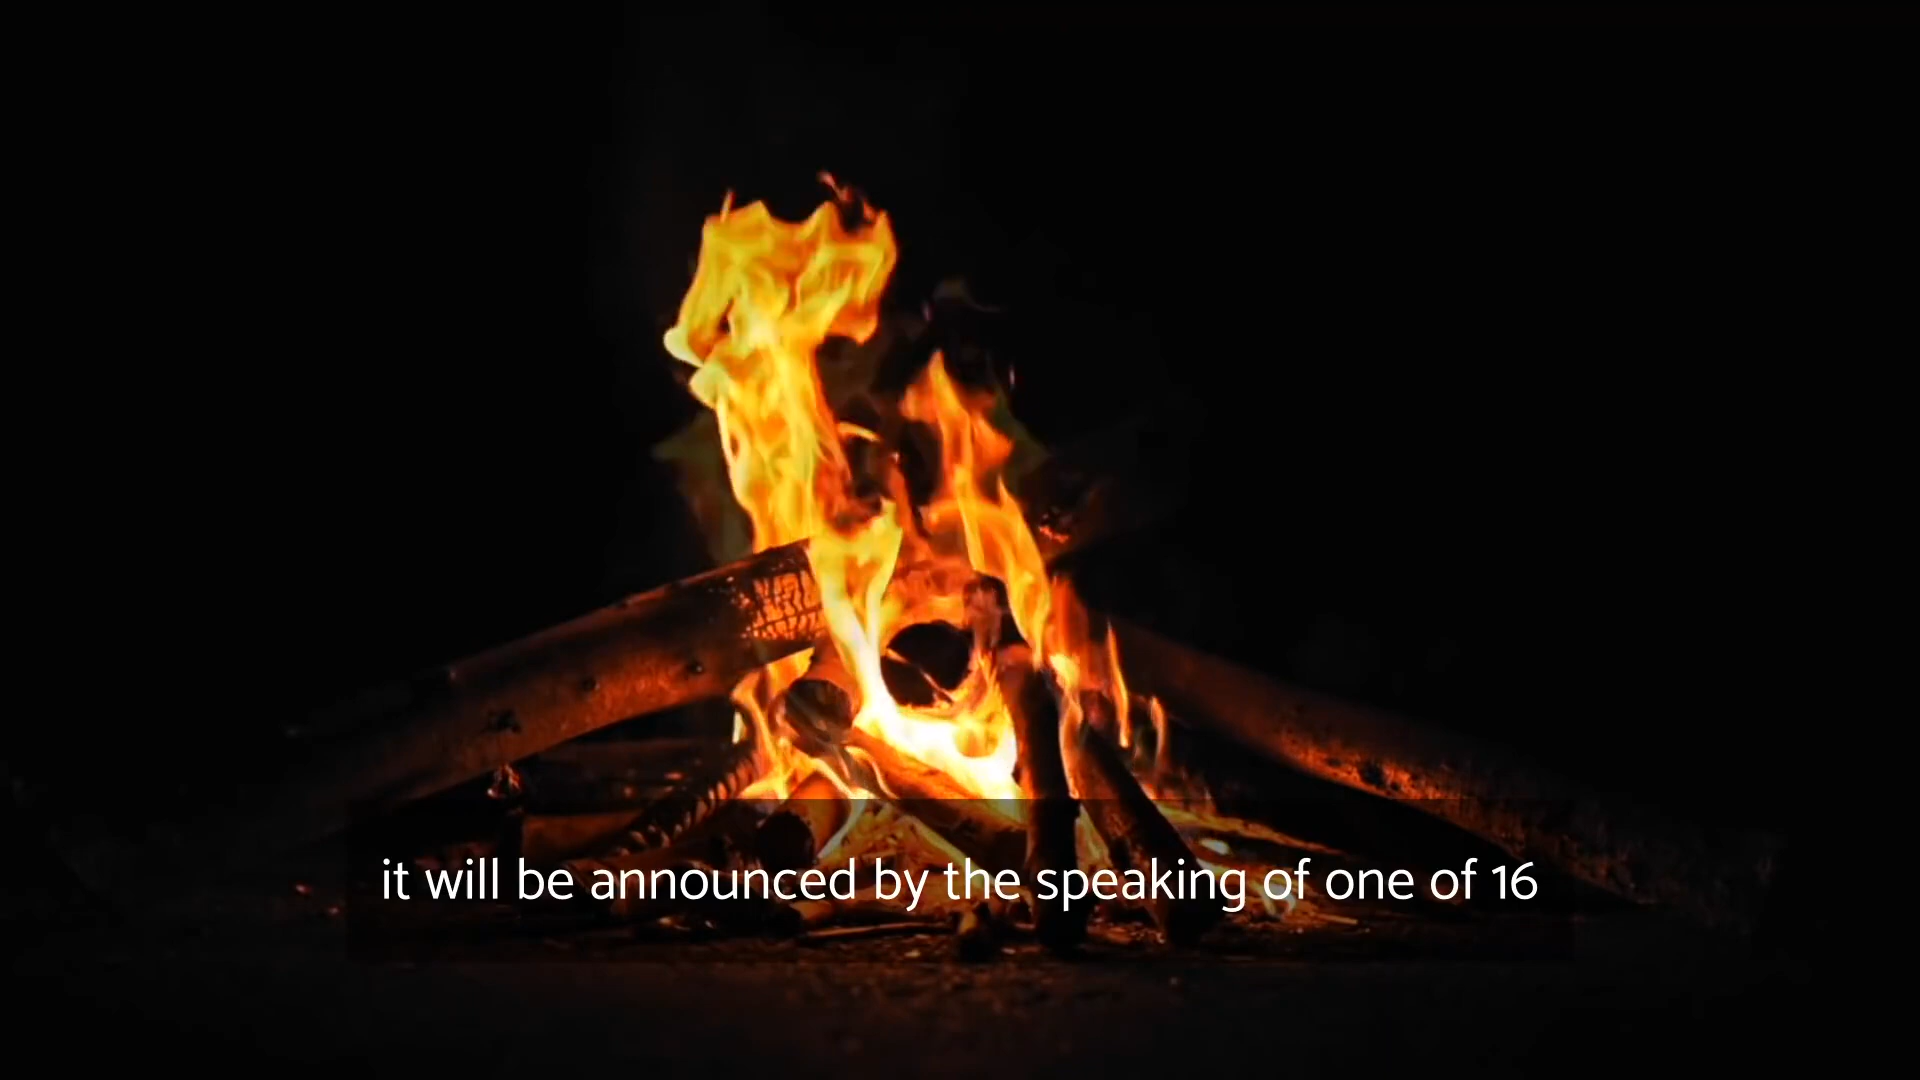 it will be announced by the speaking of one of 16